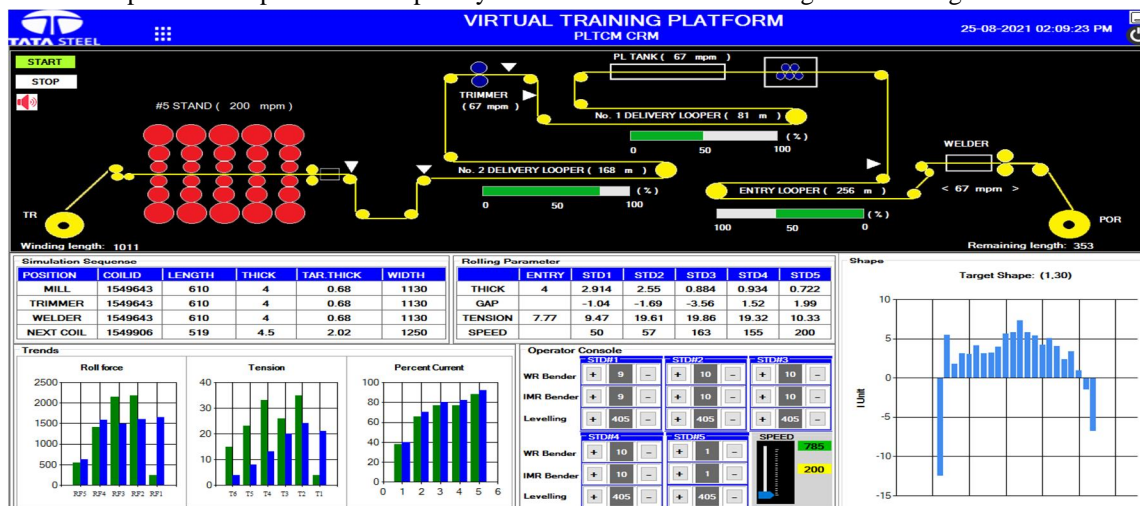 VIRTUAL TRAINING PLATFORM
PLTCM CRM
25-08-2021 02:09:23 PM
TATA STEEL
START
STOP
#5 STAND ( 200 mpm )
TRIMMER
( 67 mpm )
PL TANK ( 67 mpm )
No. 1 DELIVERY LOOPER ( 81 m )
( % )
0 50 100
No. 2 DELIVERY LOOPER ( 168 m )
( % )
0 50 100
WELDER
< 67 mpm >
ENTRY LOOPER ( 256 m )
( % )
100 50 0
TR
POR
Winding length: 1011
Remaining length: 353
Simulation Sequense
POSITION COILID LENGTH THICK TAR.THICK WIDTH
MILL 1549643 610 4 0.68 1130
TRIMMER 1549643 610 4 0.68 1130
WELDER 1549643 610 4 0.68 1130
NEXT COIL 1549906 519 4.5 2.02 1250
Rolling Parameter
ENTRY STD1 STD2 STD3 STD4 STD5
THICK 4 2.914 2.55 0.884 0.934 0.722
GAP -1.04 -1.69 -3.56 1.52 1.99
TENSION 7.77 9.47 19.61 19.86 19.32 10.33
SPEED 50 57 163 155 200
Shape
Target Shape: (1,30)
10
5
0
-5
-10
-15
I Unit
Trends
Roll force
2500
2000
1500
1000
500
0
RF5 RF4 RF3 RF2 RF1
Tension
40
30
20
10
0
T6 T5 T4 T3 T2 T1
Percent Current
100
80
60
40
20
0
0 1 2 3 4 5 6
Operator Console
STD#1 STD#2 STD#3
WR Bender + 9 - + 10 - + 10 -
IMR Bender + 9 - + 10 - + 10 -
Levelling + 405 - + 405 - + 405 -
STD#4 STD#5 SPEED
WR Bender + 10 - + 1 - 785
IMR Bender + 10 - + 1 - 200
Levelling + 405 - + 405 -